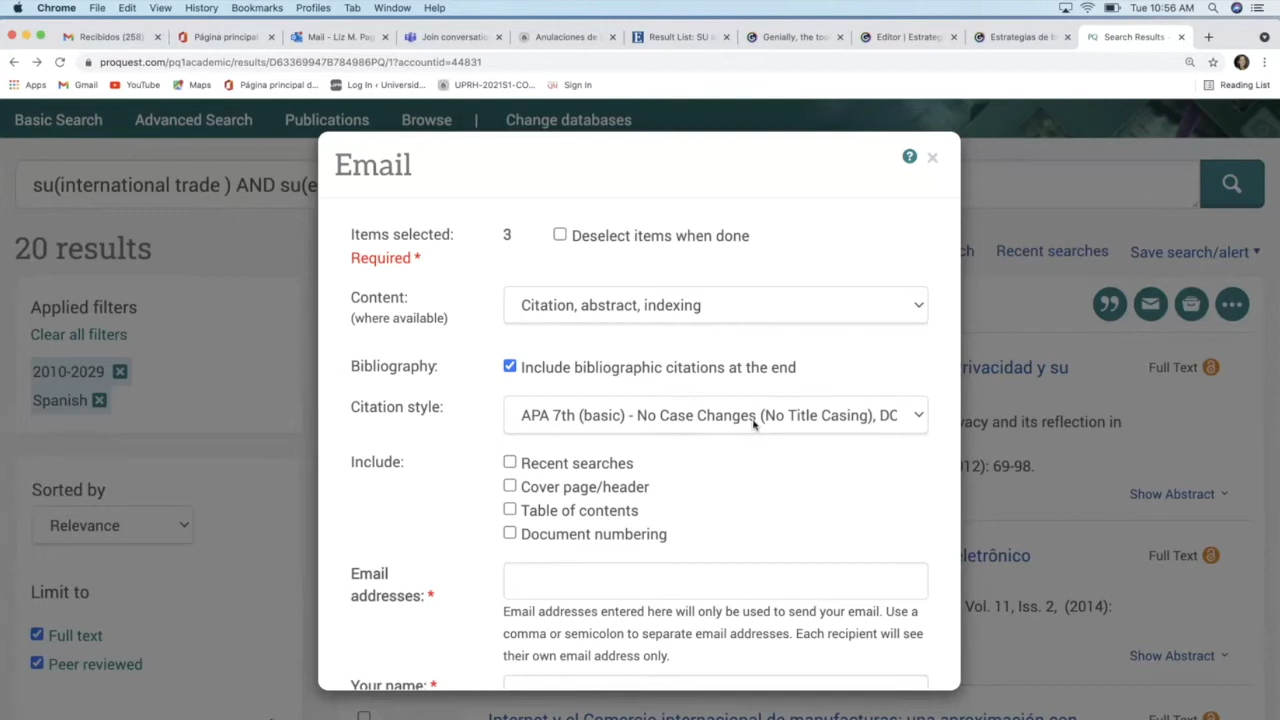 Chrome File Edit View History Bookmarks Profiles Tab Window Help Tue 10:56 AM
Recibidos (258) Página principal Mail - Liz M. Pag Join conversatio Anulaciones de Result List: SU Genially, the too Editor | Estrateg Estrategias de b PQ Search Results -
proquest.com/pq1academic/results/D63369947B784986PQ/1?accountid=44831
Apps Gmail YouTube Maps Página principal d... Log In ‹ Universid... UPRH-2021S1-CO... Sign In Reading List
Basic Search Advanced Search Publications Browse | Change databases
Email ?
su(international trade ) AND su(e
Items selected: 3 Deselect items when done
Required *
20 results
ch Recent searches Save search/alert
Content: Citation, abstract, indexing
(where available)
Applied filters
Clear all filters
2010-2029
Spanish
Bibliography: Include bibliographic citations at the end
rivacidad y su Full Text
Citation style: APA 7th (basic) - No Case Changes (No Title Casing), DO
acy and its reflection in
012): 69-98.
Show Abstract
Include: Recent searches
Cover page/header
Table of contents
Document numbering
Sorted by
Relevance
eletrônico Full Text
Email
addresses: *
Limit to
Full text
Peer reviewed
Vol. 11, Iss. 2, (2014):
Email addresses entered here will only be used to send your email. Use a
comma or semicolon to separate email addresses. Each recipient will see
their own email address only.
Show Abstract
Your name: *
Internet y el Comercio internacional de manufacturas: una aproximación con